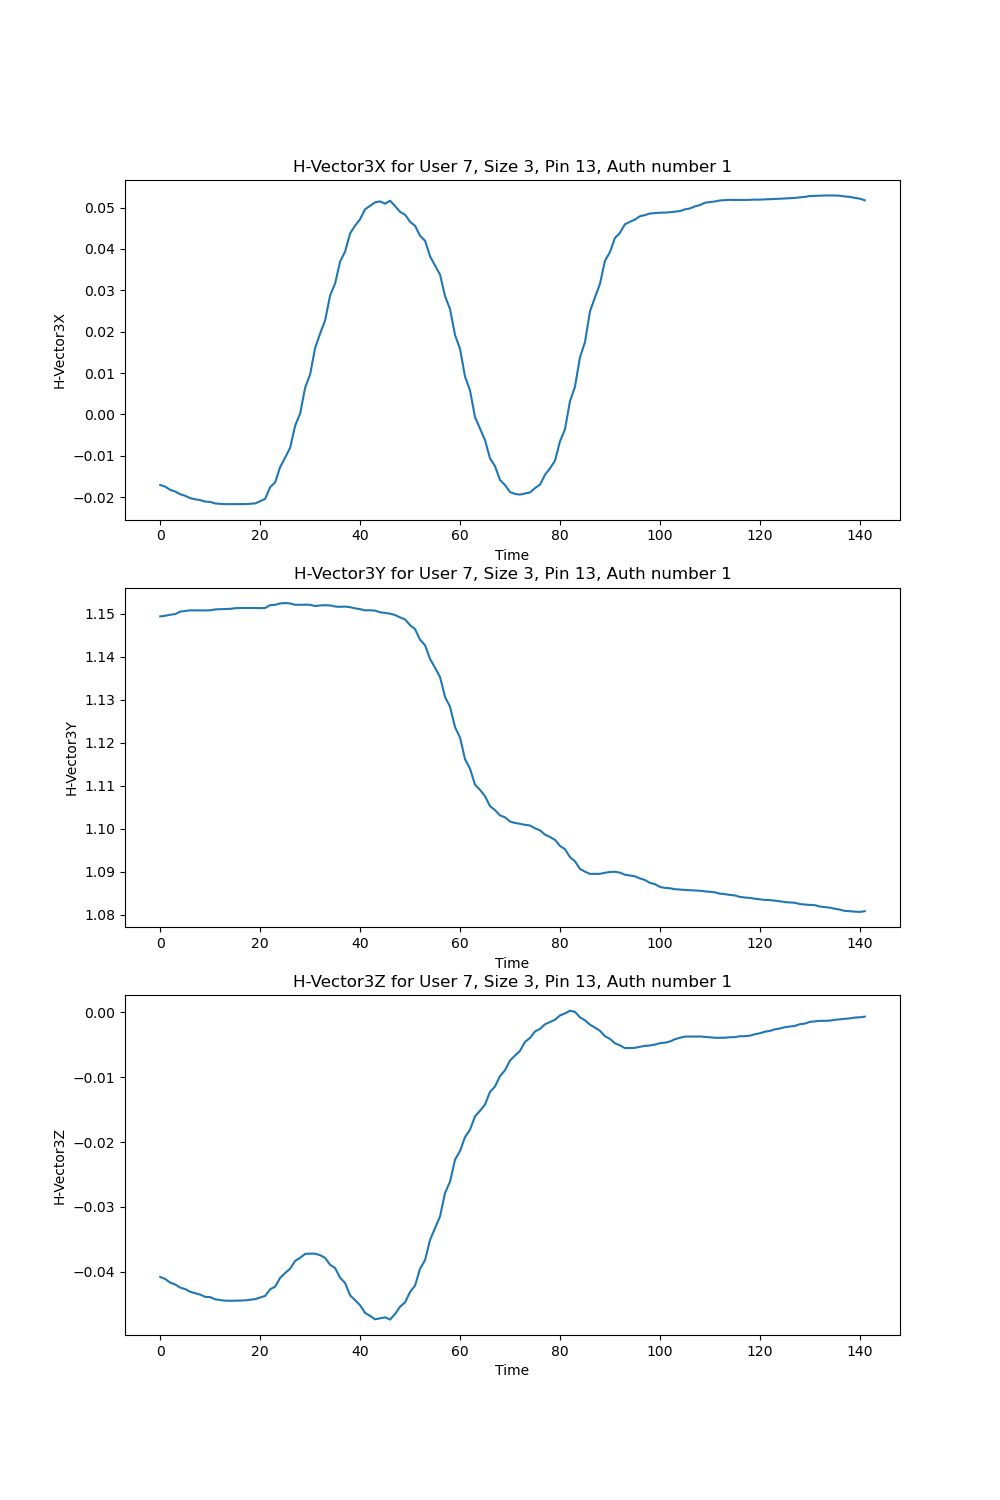 H-Vector3X for User 7, Size 3, Pin 13, Auth number 1
0.05
0.04
0.03
0.02
0.01
0.00
−0.01
−0.02
H-Vector3X
0 20 40 60 80 100 120 140
Time
H-Vector3Y for User 7, Size 3, Pin 13, Auth number 1
1.15
1.14
1.13
1.12
1.11
1.10
1.09
1.08
H-Vector3Y
0 20 40 60 80 100 120 140
Time
H-Vector3Z for User 7, Size 3, Pin 13, Auth number 1
0.00
−0.01
−0.02
−0.03
−0.04
H-Vector3Z
0 20 40 60 80 100 120 140
Time